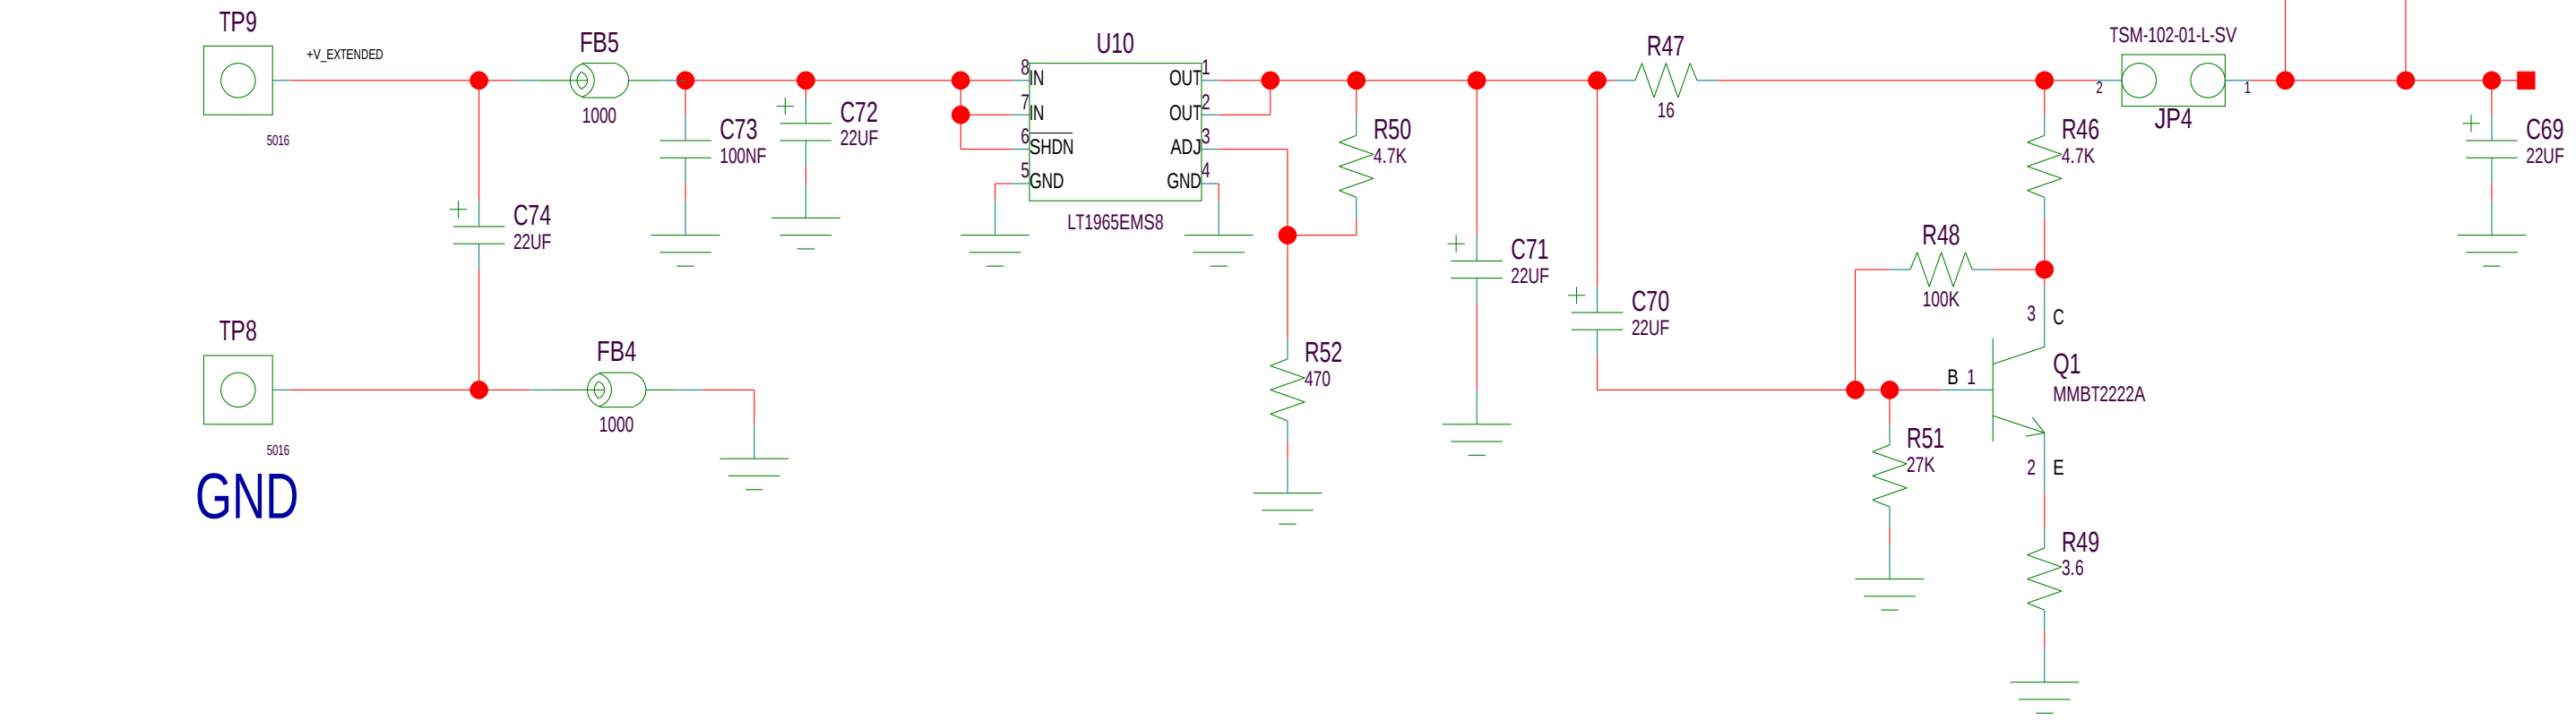 TP9
+V_EXTENDED
5016
FB5
1000
C73
100NF
+
C72
22UF
+
C74
22UF
TP8
5016
GND
FB4
1000
U10
8 IN
7 IN
6 SHDN
5 GND
OUT 1
OUT 2
ADJ 3
GND 4
LT1965EMS8
R50
4.7K
R52
470
+
C71
22UF
+
C70
22UF
R47
16
R48
100K
R46
4.7K
3 C
Q1
B 1
MMBT2222A
2 E
R51
27K
R49
3.6
TSM-102-01-L-SV
2
1
JP4
+
C69
22UF